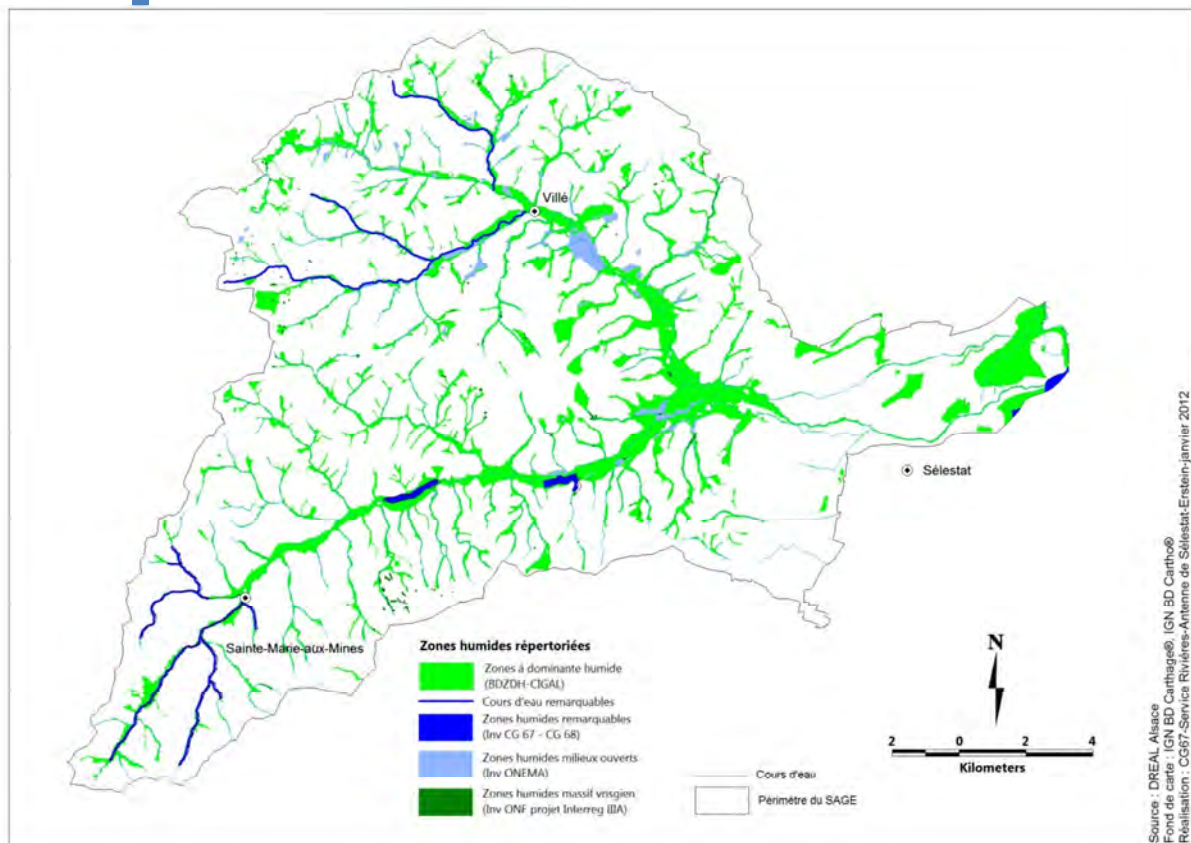 Villé
Sélestat
Sainte-Marie-aux-Mines
Zones humides répertoriées
Zones à dominante humide
(BDZDH-CIGAL)
Cours d'eau remarquables
Zones humides remarquables
(Inv CG 67 - CG 68)
Zones humides milieux ouverts
(Inv ONEMA)
Zones humides massif vosgien
(Inv ONF projet Interreg IIIA)
Cours d'eau
Périmètre du SAGE
N
2 0 2 4
Kilometers
Source : DREAL Alsace
Fond de carte : IGN BD Carthage®, IGN BD Cartho®
Réalisation : CG67-Service Rivières-Antenne de Sélestat-Erstein-janvier 2012